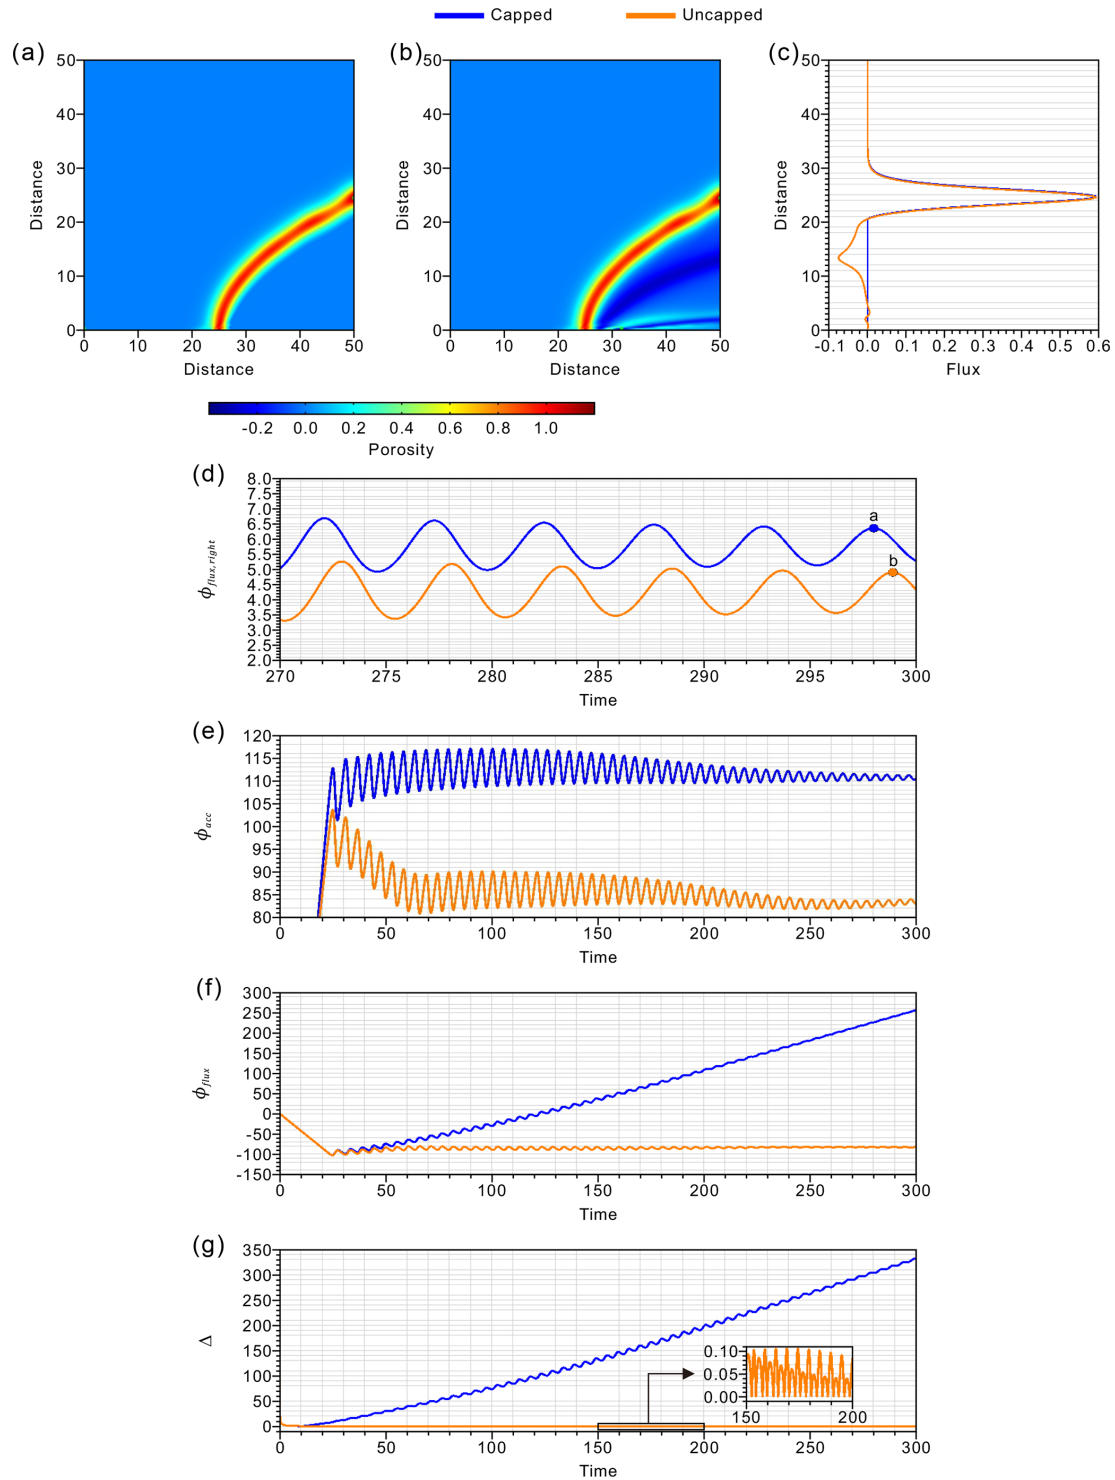 Capped Uncapped
(a) (b) (c)
50 50 50
40 40 40
30 30 30
20 20 20
10 10 10
0 0 0
Distance Distance Distance
0 10 20 30 40 50 0 10 20 30 40 50 -0.1 0.0 0.1 0.2 0.3 0.4 0.5 0.6
Distance Distance Flux
-0.2 0.0 0.2 0.4 0.6 0.8 1.0
Porosity
(d)
8.0
7.5
7.0
6.5
6.0
5.5
5.0
4.5
4.0
3.5
3.0
2.5
2.0
ϕflux,right
a
b
270 275 280 285 290 295 300
Time
(e)
120
115
110
105
100
95
90
85
80
ϕacc
0 50 100 150 200 250 300
Time
(f)
300
250
200
150
100
50
0
-50
-100
-150
ϕflux
0 50 100 150 200 250 300
Time
(g)
350
300
250
200
150
100
50
0
Δ
0.10
0.05
0.00
150 200
0 50 100 150 200 250 300
Time